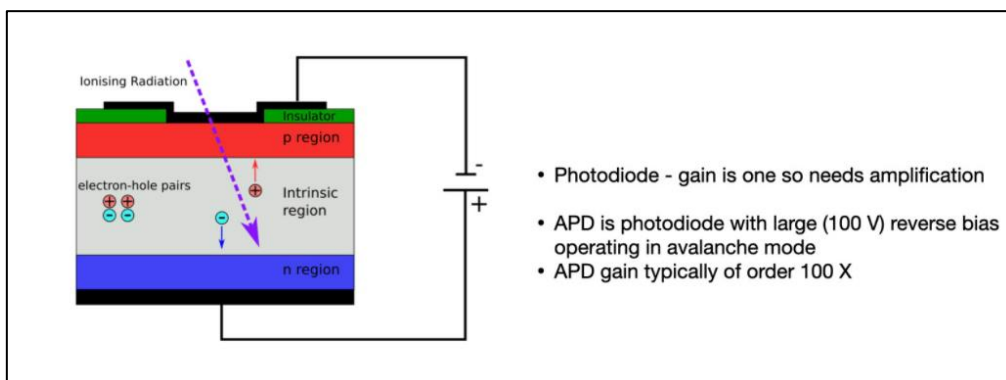 Ionising Radiation
Insulator
p region
electron-hole pairs
Intrinsic
region
n region
-
+
• Photodiode - gain is one so needs amplification
• APD is photodiode with large (100 V) reverse bias
operating in avalanche mode
• APD gain typically of order 100 X